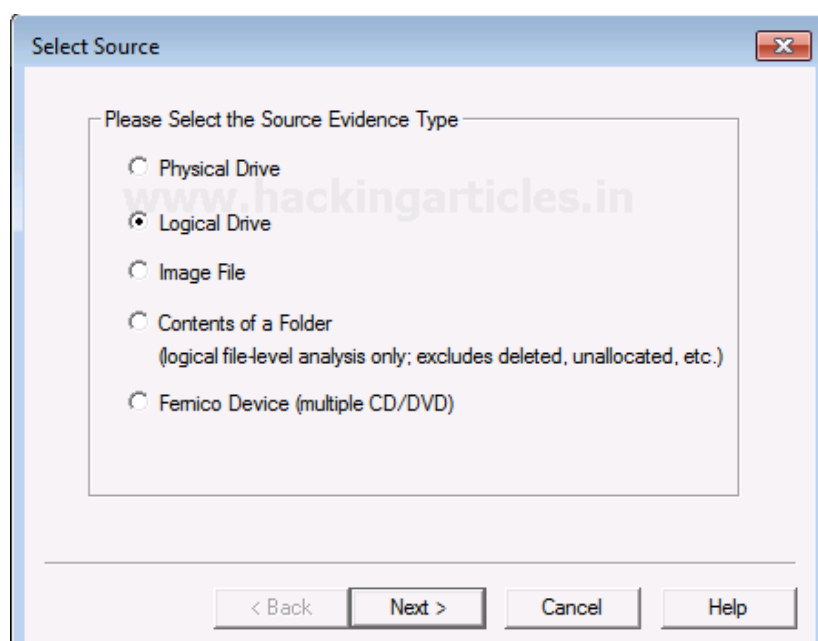 Select Source
Please Select the Source Evidence Type
Physical Drive
www.hackingarticles.in
Logical Drive
Image File
Contents of a Folder
(logical file-level analysis only; excludes deleted, unallocated, etc.)
Fernico Device (multiple CD/DVD)
< Back
Next >
Cancel
Help